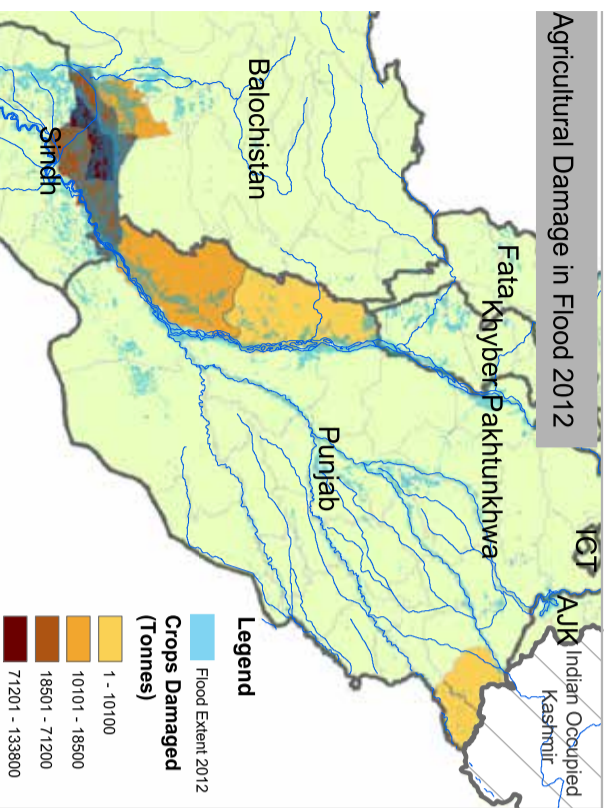 Agricultural Damage in Flood 2012
ICT
AJK
Indian Occupied
Kashmir
Fata
Khyber Pakhtunkhwa
Balochistan
Punjab
Sindh
Legend
Flood Extent 2012
Crops Damaged
(Tonnes)
1 - 10100
10101 - 18500
18501 - 71200
71201 - 133800